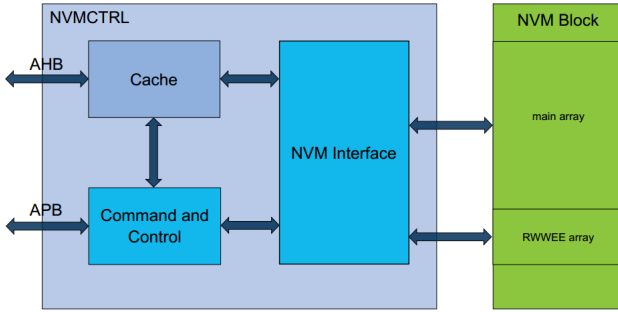 NVMCTRL
NVM Block
AHB
Cache
main array
NVM Interface
APB
Command and
Control
RWWEE array